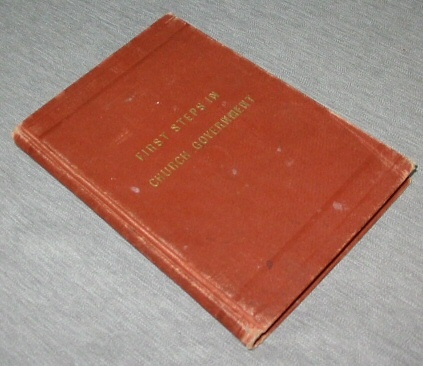 FIRST STEPS IN
CHURCH GOVERNMENT